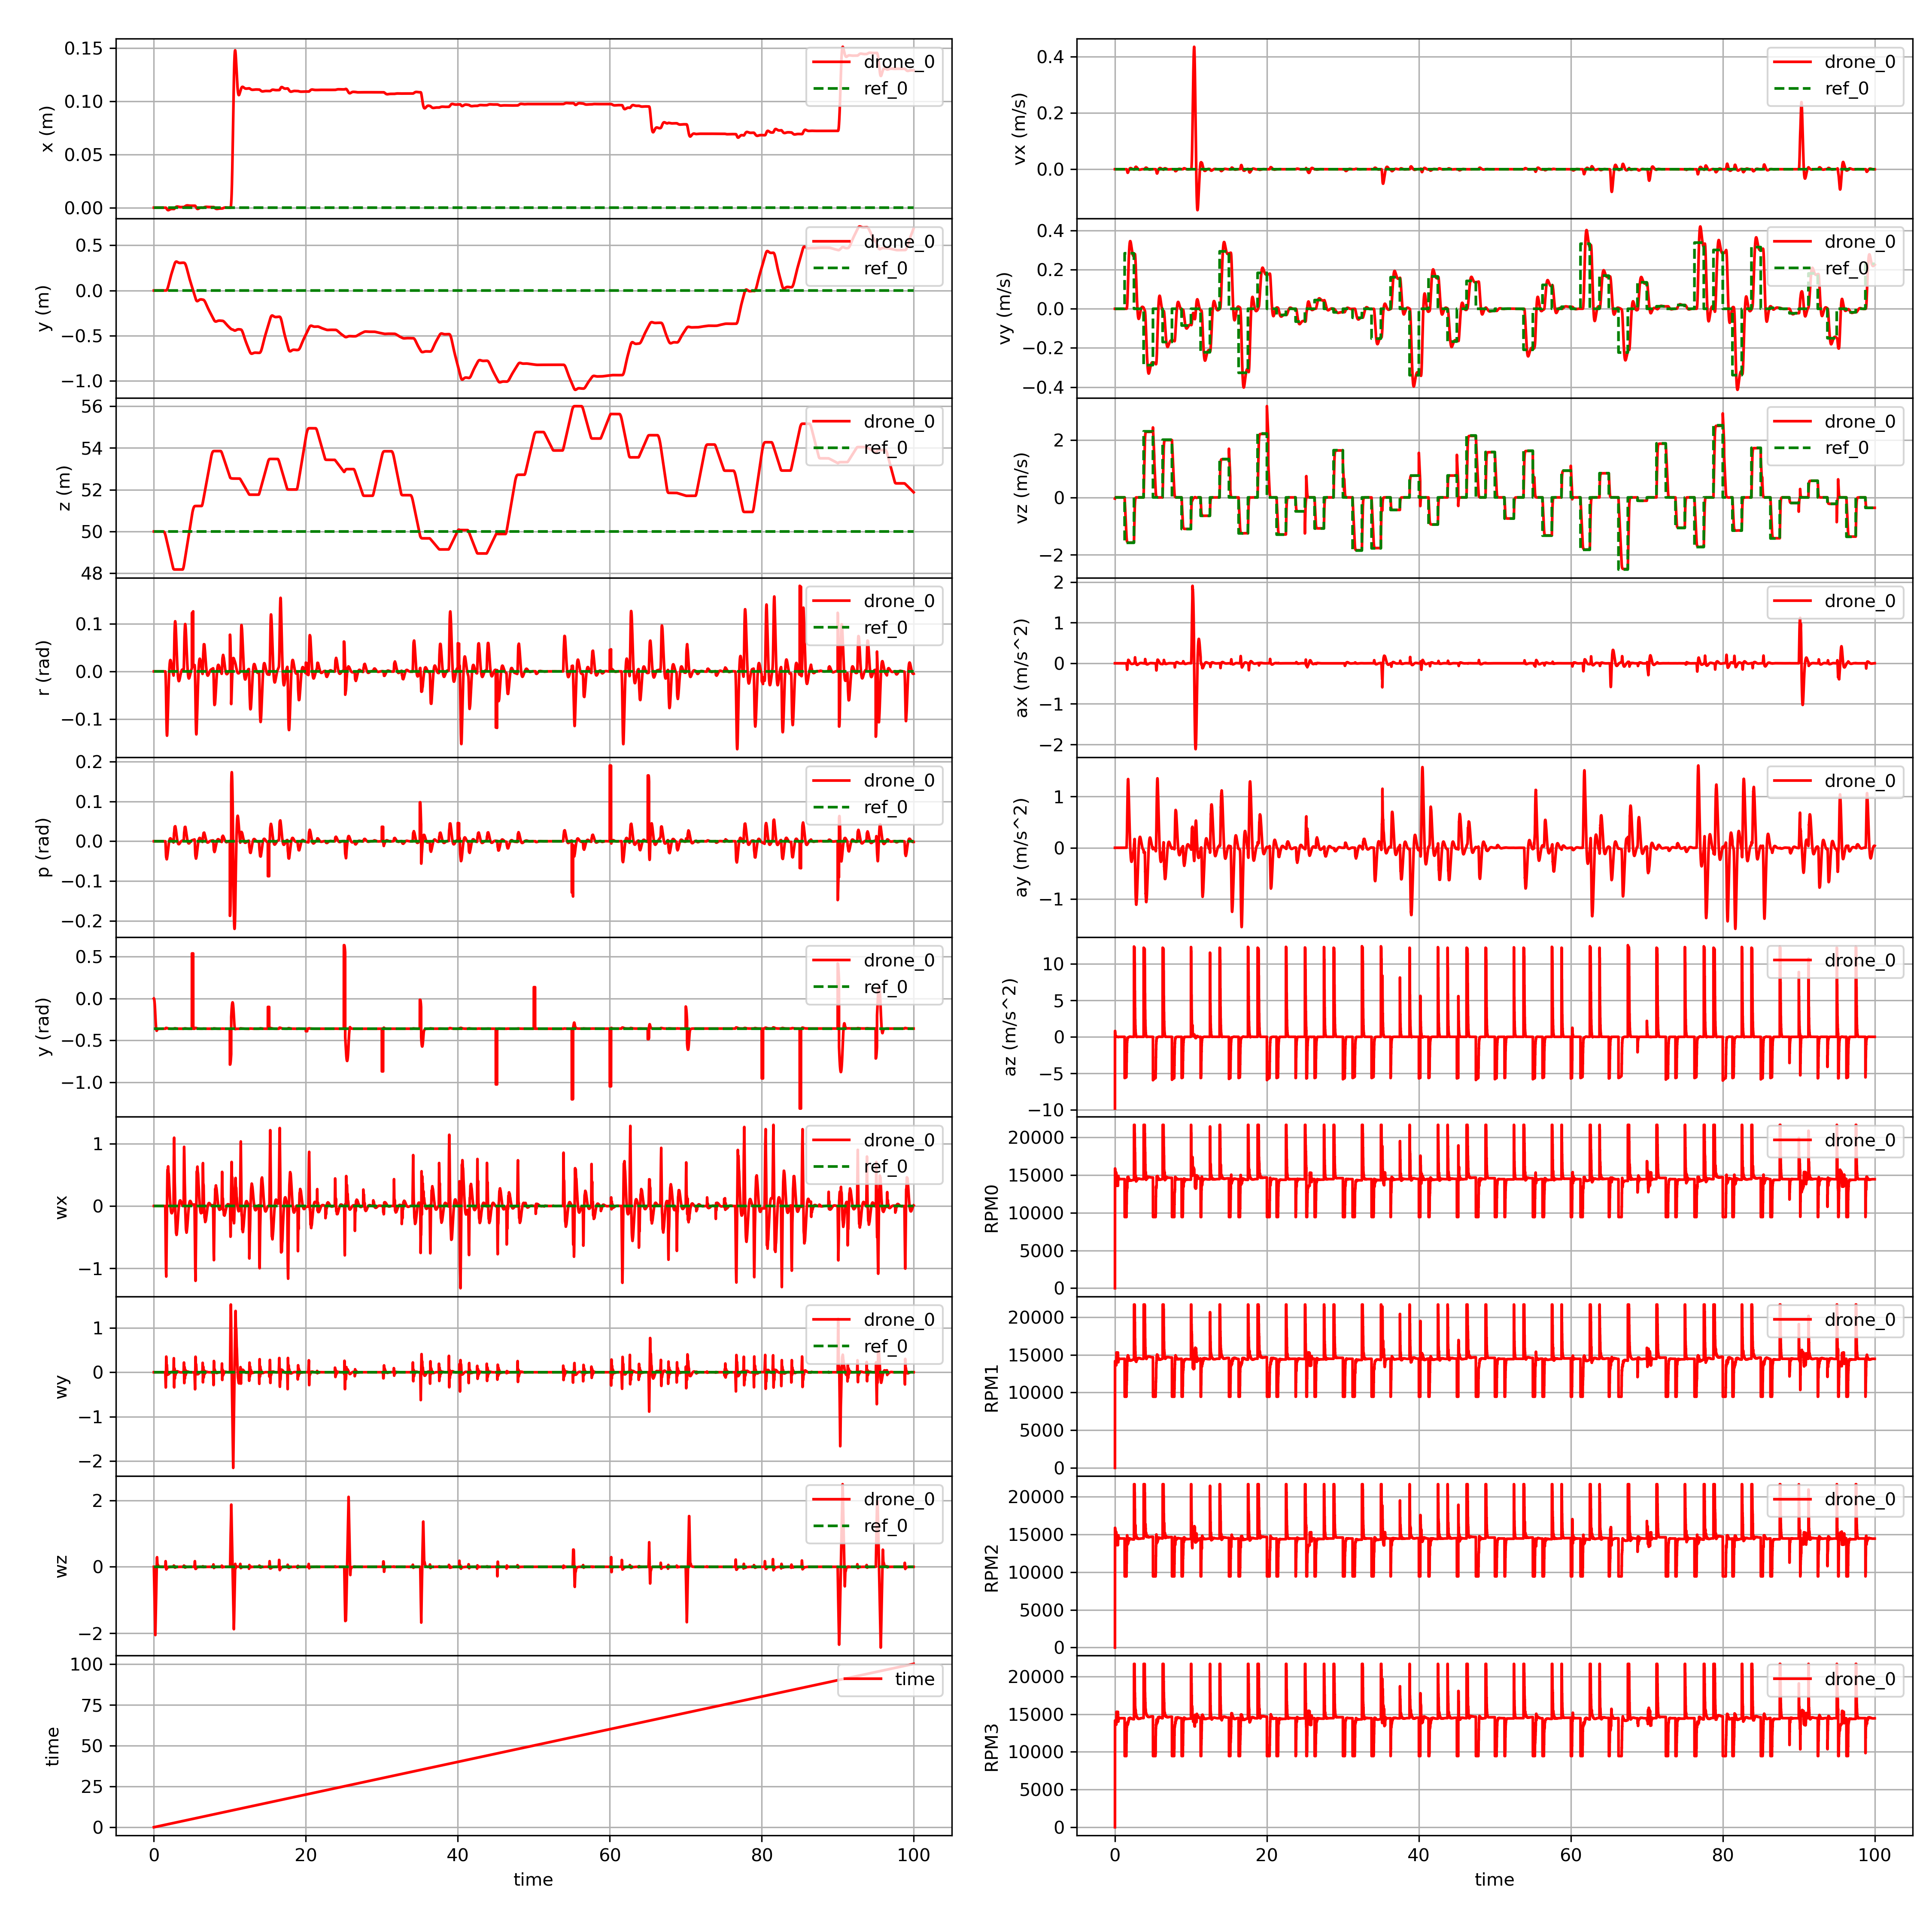 x (m)
0.15
0.10
0.05
0.00
drone_0
ref_0
y (m)
0.5
0.0
−0.5
−1.0
drone_0
ref_0
z (m)
56
54
52
50
48
drone_0
ref_0
r (rad)
0.1
0.0
−0.1
drone_0
ref_0
p (rad)
0.2
0.1
0.0
−0.1
−0.2
drone_0
ref_0
y (rad)
0.5
0.0
−0.5
−1.0
drone_0
ref_0
wx
1
0
−1
drone_0
ref_0
wy
1
0
−1
−2
drone_0
ref_0
wz
2
0
−2
drone_0
ref_0
time
100
75
50
25
0
time
0 20 40 60 80 100
time
vx (m/s)
0.4
0.2
0.0
drone_0
ref_0
vy (m/s)
0.4
0.2
0.0
−0.2
−0.4
drone_0
ref_0
vz (m/s)
2
0
−2
drone_0
ref_0
ax (m/s^2)
2
1
0
−1
−2
drone_0
ay (m/s^2)
1
0
−1
drone_0
az (m/s^2)
10
5
0
−5
−10
drone_0
RPM0
20000
15000
10000
5000
0
drone_0
RPM1
20000
15000
10000
5000
0
drone_0
RPM2
20000
15000
10000
5000
0
drone_0
RPM3
20000
15000
10000
5000
0
drone_0
0 20 40 60 80 100
time